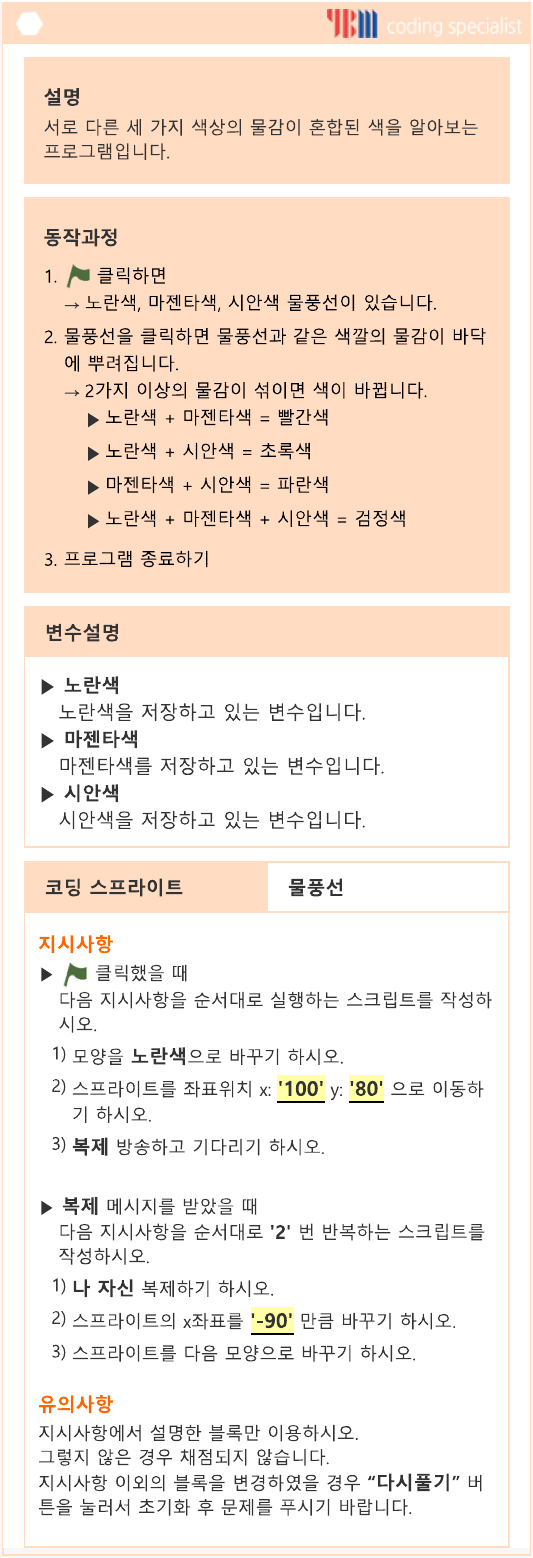 YBM coding specialist
설명
서로 다른 세 가지 색상의 물감이 혼합된 색을 알아보는
프로그램입니다.
동작과정
1. 클릭하면
→ 노란색, 마젠타색, 시안색 물풍선이 있습니다.
2. 물풍선을 클릭하면 물풍선과 같은 색깔의 물감이 바닥
에 뿌려집니다.
→ 2가지 이상의 물감이 섞이면 색이 바뀝니다.
▶ 노란색 + 마젠타색 = 빨간색
▶ 노란색 + 시안색 = 초록색
▶ 마젠타색 + 시안색 = 파란색
▶ 노란색 + 마젠타색 + 시안색 = 검정색
3. 프로그램 종료하기
변수설명
▶ 노란색
노란색을 저장하고 있는 변수입니다.
▶ 마젠타색
마젠타색를 저장하고 있는 변수입니다.
▶ 시안색
시안색을 저장하고 있는 변수입니다.
코딩 스프라이트 물풍선
지시사항
▶ 클릭했을 때
다음 지시사항을 순서대로 실행하는 스크립트를 작성하
시오.
1) 모양을 노란색으로 바꾸기 하시오.
2) 스프라이트를 좌표위치 x: '100' y: '80' 으로 이동하
기 하시오.
3) 복제 방송하고 기다리기 하시오.
▶ 복제 메시지를 받았을 때
다음 지시사항을 순서대로 '2' 번 반복하는 스크립트를
작성하시오.
1) 나 자신 복제하기 하시오.
2) 스프라이트의 x좌표를 '-90' 만큼 바꾸기 하시오.
3) 스프라이트를 다음 모양으로 바꾸기 하시오.
유의사항
지시사항에서 설명한 블록만 이용하시오.
그렇지 않은 경우 채점되지 않습니다.
지시사항 이외의 블록을 변경하였을 경우 “다시풀기” 버
튼을 눌러서 초기화 후 문제를 푸시기 바랍니다.